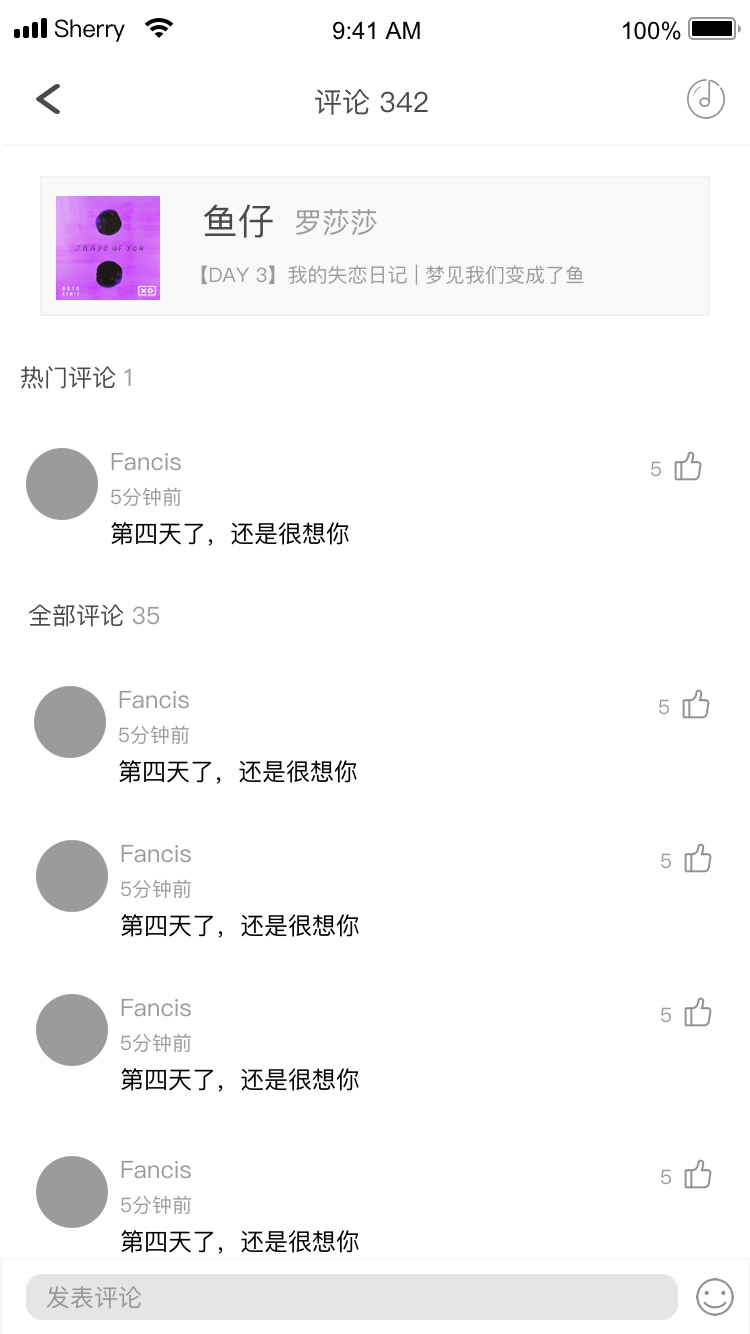 Sherry 9:41 AM 100%
评论 342
鱼仔 罗莎莎
SHAPE OF YOU
【DAY 3】我的失恋日记 | 梦见我们变成了鱼
NOTD
REMIX
XO
热门评论 1
Fancis 5
5分钟前
第四天了，还是很想你
全部评论 35
Fancis 5
5分钟前
第四天了，还是很想你
Fancis 5
5分钟前
第四天了，还是很想你
Fancis 5
5分钟前
第四天了，还是很想你
Fancis 5
5分钟前
第四天了，还是很想你
发表评论